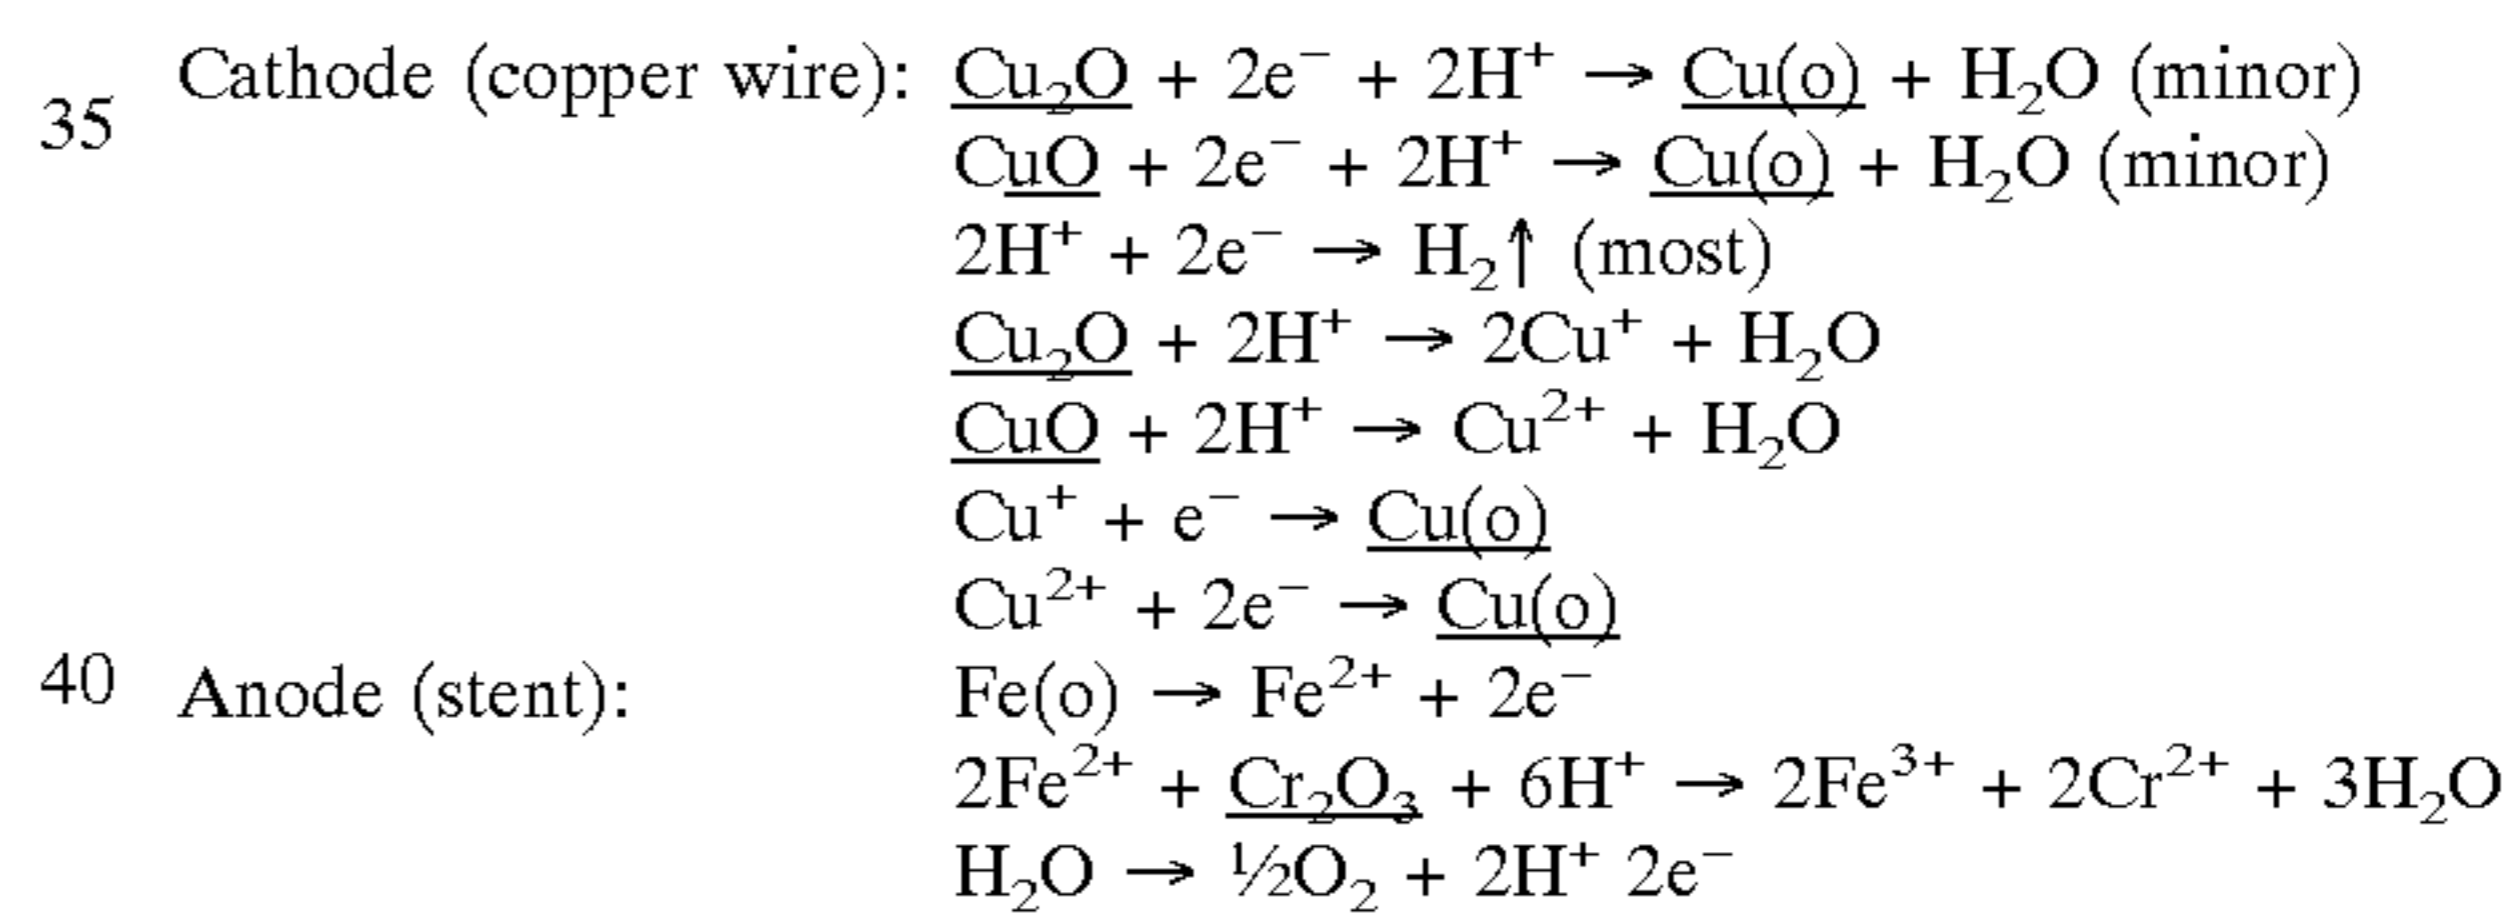 Cathode (copper wire): Cu₂O + 2e⁻ + 2H⁺ → Cu(o) + H₂O (minor)
35
CuO + 2e⁻ + 2H⁺ → Cu(o) + H₂O (minor)
2H⁺ + 2e⁻ → H₂↑ (most)
Cu₂O + 2H⁺ → 2Cu⁺ + H₂O
CuO + 2H⁺ → Cu²⁺ + H₂O
Cu⁺ + e⁻ → Cu(o)
Cu²⁺ + 2e⁻ → Cu(o)
40 Anode (stent): Fe(o) → Fe²⁺ + 2e⁻
2Fe²⁺ + Cr₂O₃ + 6H⁺ → 2Fe³⁺ + 2Cr²⁺ + 3H₂O
H₂O → ½O₂ + 2H⁺ 2e⁻